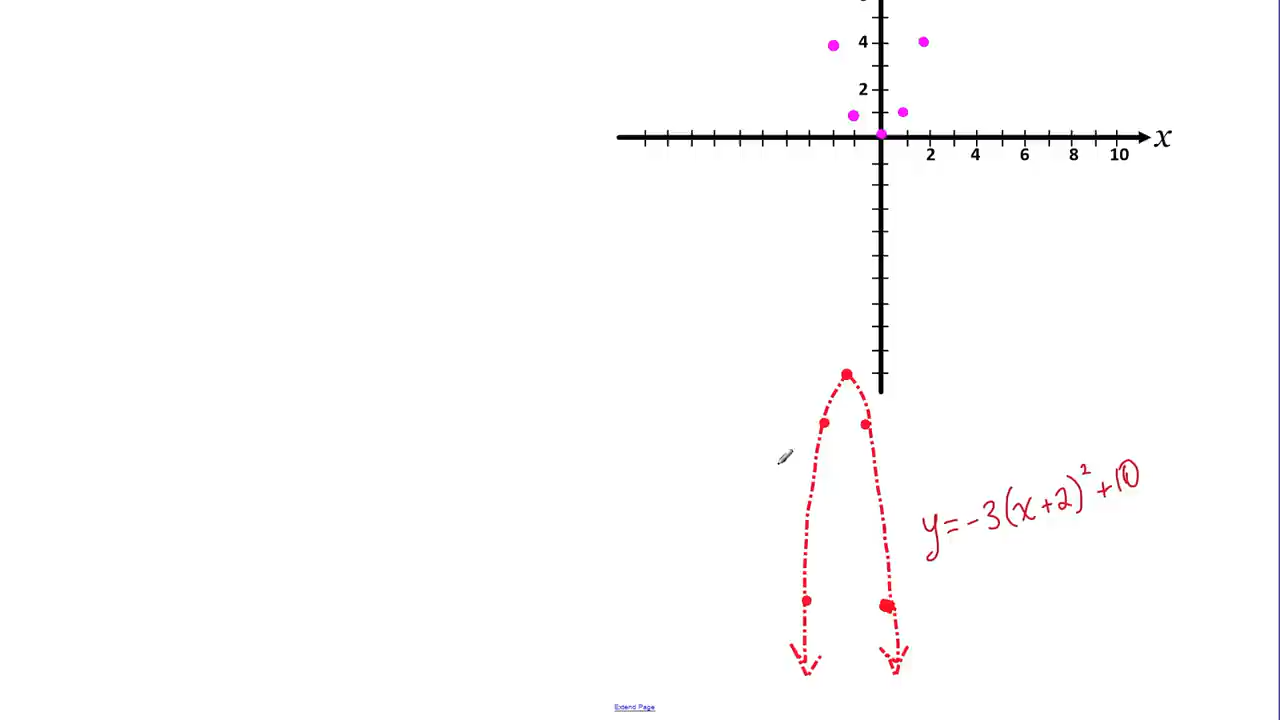 4
2
x
2 4 6 8 10
y=-3(x+2)²+10
Extend Page